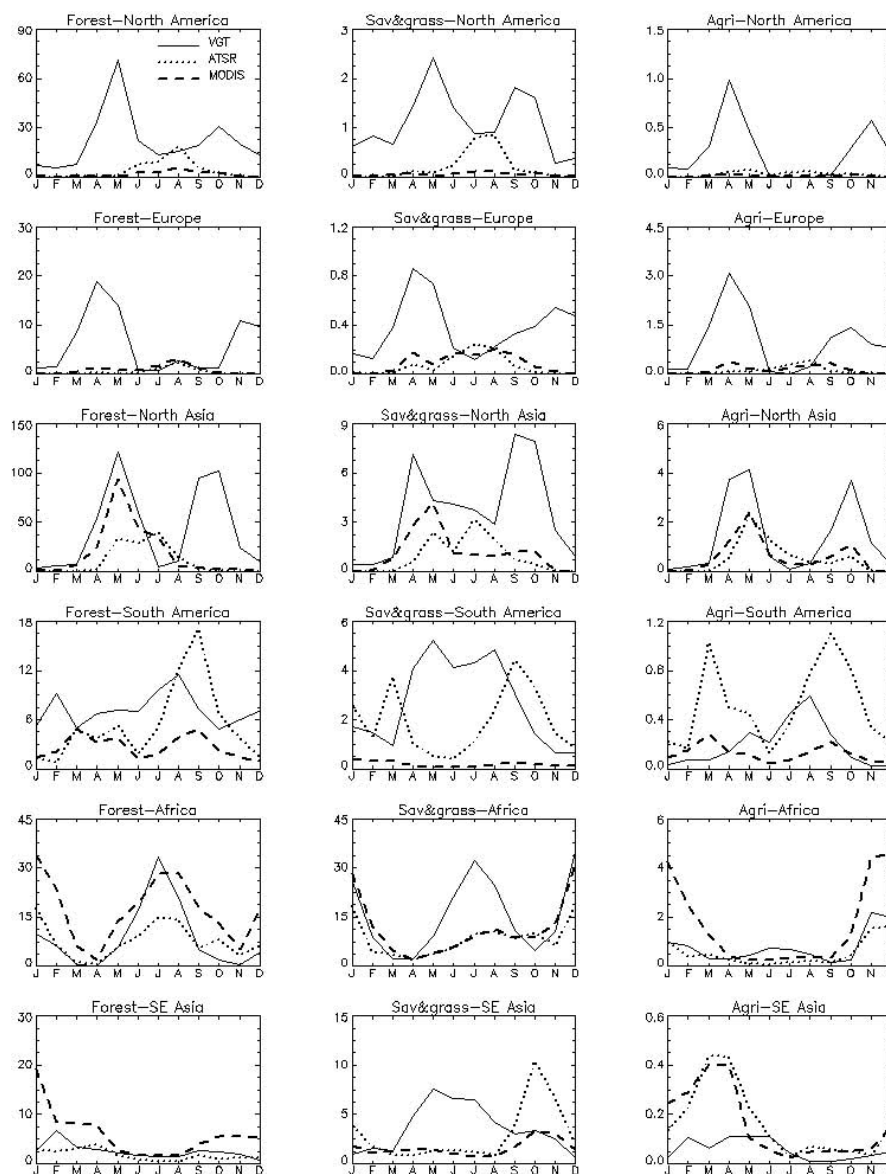 Forest-North America
Sav&grass-North America
Agri-North America
90
60
30
0
VGT
ATSR
MODIS
J F M A M J J A S O N D
3
2
1
0
J F M A M J J A S O N D
1.5
1.0
0.5
0.0
J F M A M J J A S O N
Forest-Europe
Sav&grass-Europe
Agri-Europe
30
20
10
0
J F M A M J J A S O N D
1.2
0.8
0.4
0.0
J F M A M J J A S O N D
4.5
3.0
1.5
0.0
J F M A M J J A S O N
Forest-North Asia
Sav&grass-North Asia
Agri-North Asia
150
100
50
0
J F M A M J J A S O N D
9
6
3
0
J F M A M J J A S O N D
6
4
2
0
J F M A M J J A S O N
Forest-South America
Sav&grass-South America
Agri-South America
18
12
6
0
J F M A M J J A S O N D
6
4
2
0
J F M A M J J A S O N D
1.2
0.8
0.4
0.0
J F M A M J J A S O N
Forest-Africa
Sav&grass-Africa
Agri-Africa
45
30
15
0
J F M A M J J A S O N D
45
30
15
0
J F M A M J J A S O N D
6
4
2
0
J F M A M J J A S O N
Forest-SE Asia
Sav&grass-SE Asia
Agri-SE Asia
30
20
10
0
J F M A M J J A S O N D
15
10
5
0
J F M A M J J A S O N D
0.6
0.4
0.2
0.0
J F M A M J J A S O N